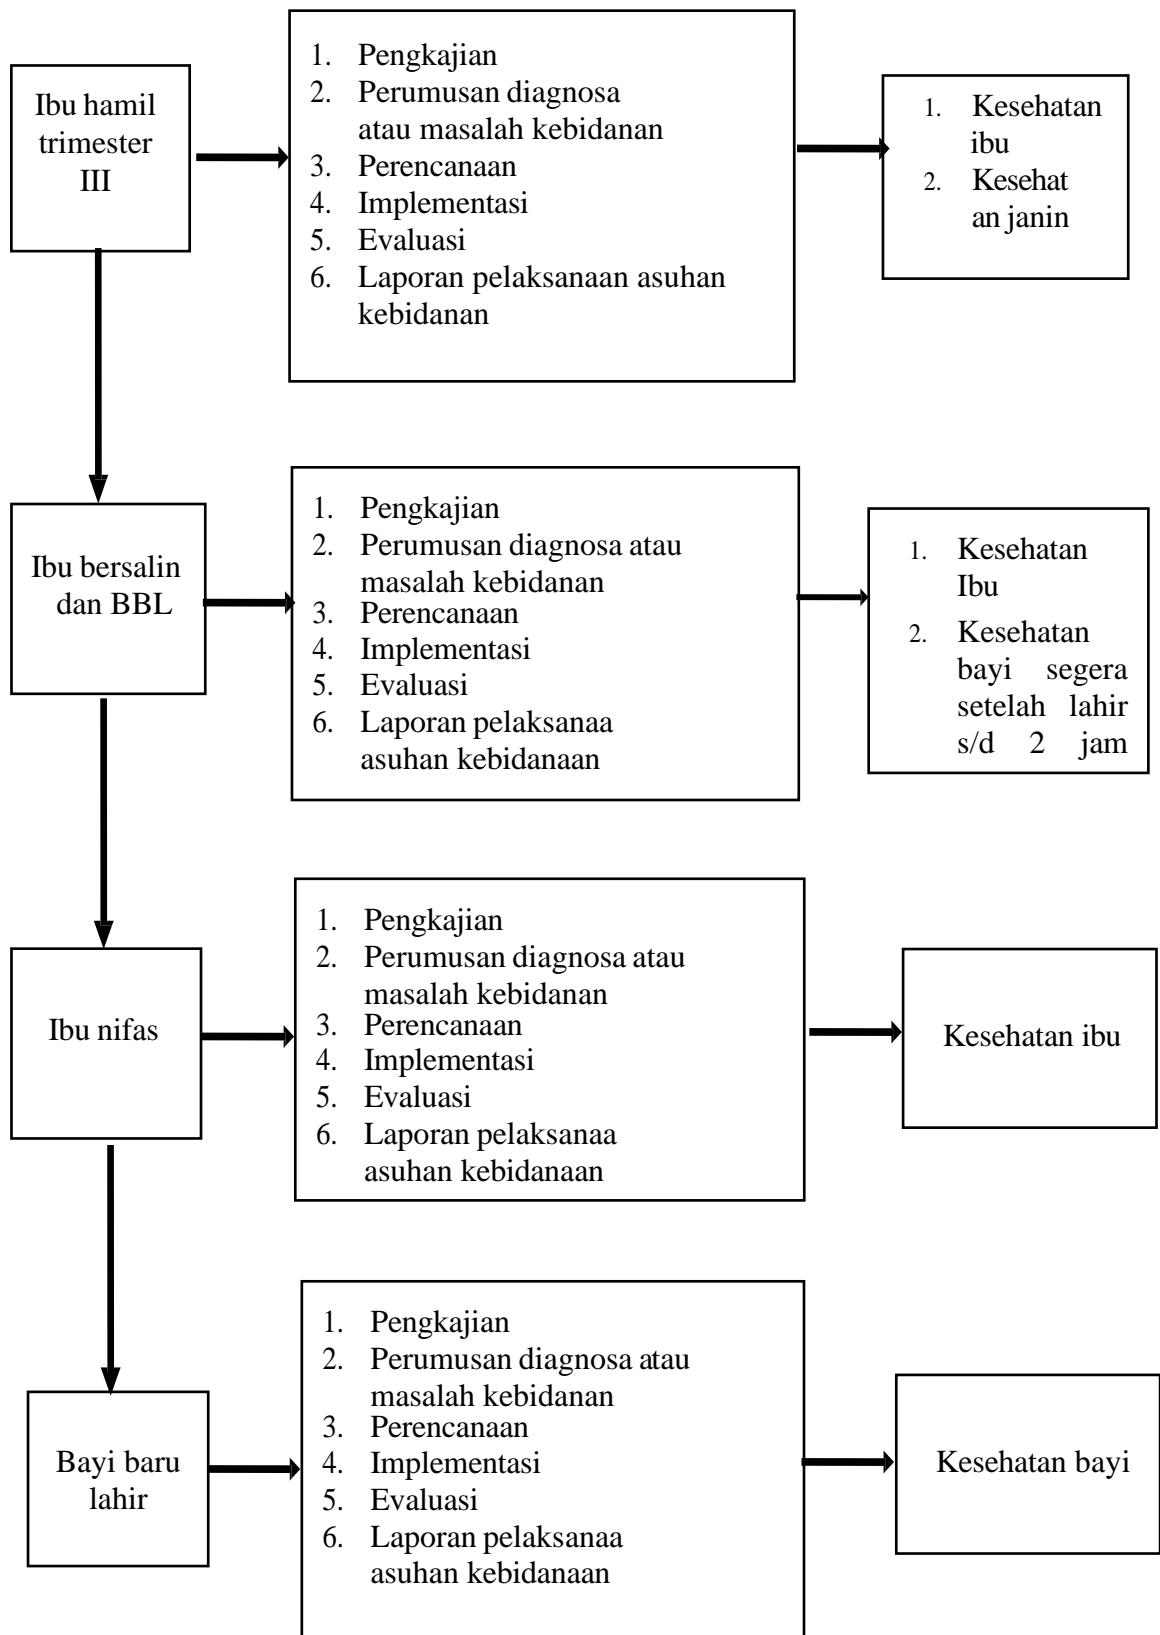 Ibu hamil
trimester
III
1. Pengkajian
2. Perumusan diagnosa
atau masalah kebidanan
3. Perencanaan
4. Implementasi
5. Evaluasi
6. Laporan pelaksanaan asuhan
kebidanan
1. Kesehatan
ibu
2. Kesehat
an janin
Ibu bersalin
dan BBL
1. Pengkajian
2. Perumusan diagnosa atau
masalah kebidanan
3. Perencanaan
4. Implementasi
5. Evaluasi
6. Laporan pelaksanaa
asuhan kebidanaan
1. Kesehatan
Ibu
2. Kesehatan
bayi segera
setelah lahir
s/d 2 jam
Ibu nifas
1. Pengkajian
2. Perumusan diagnosa atau
masalah kebidanan
3. Perencanaan
4. Implementasi
5. Evaluasi
6. Laporan pelaksanaa
asuhan kebidanaan
Kesehatan ibu
Bayi baru
lahir
1. Pengkajian
2. Perumusan diagnosa atau
masalah kebidanan
3. Perencanaan
4. Implementasi
5. Evaluasi
6. Laporan pelaksanaa
asuhan kebidanaan
Kesehatan bayi